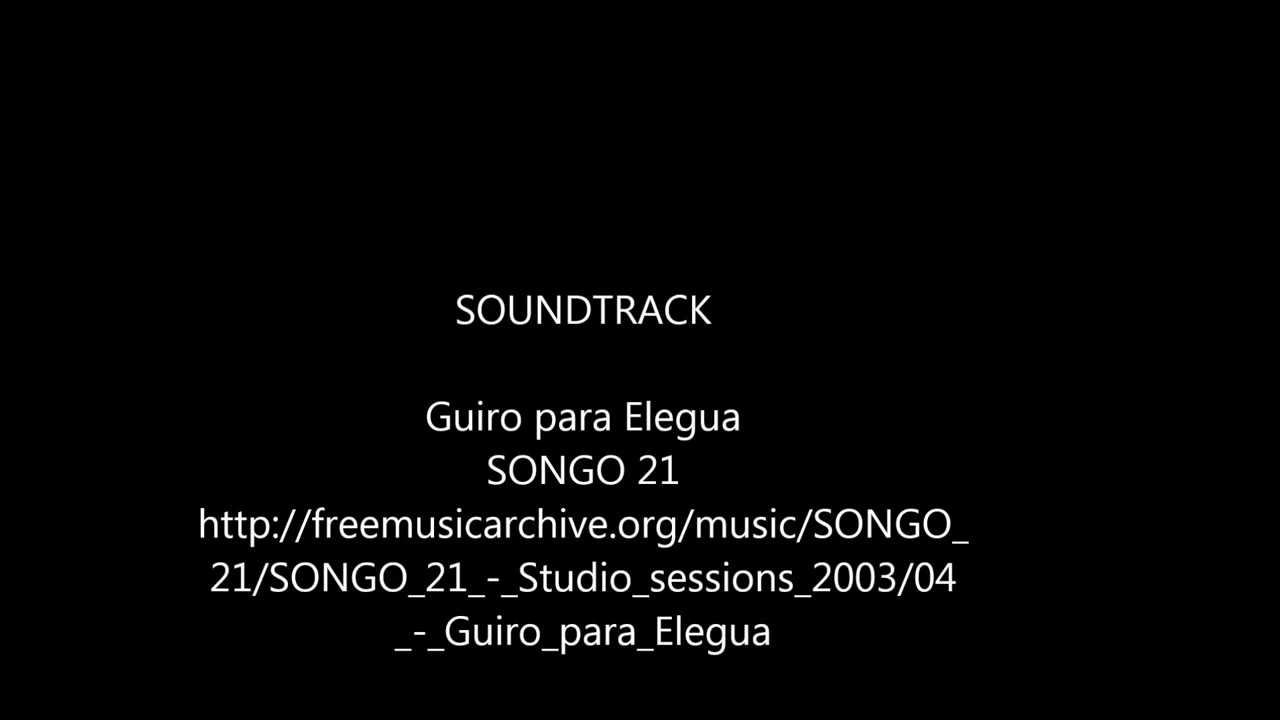 SOUNDTRACK
Guiro para Elegua
SONGO 21
http://freemusicarchive.org/music/SONGO_
21/SONGO_21_-_Studio_sessions_2003/04
_-_Guiro_para_Elegua